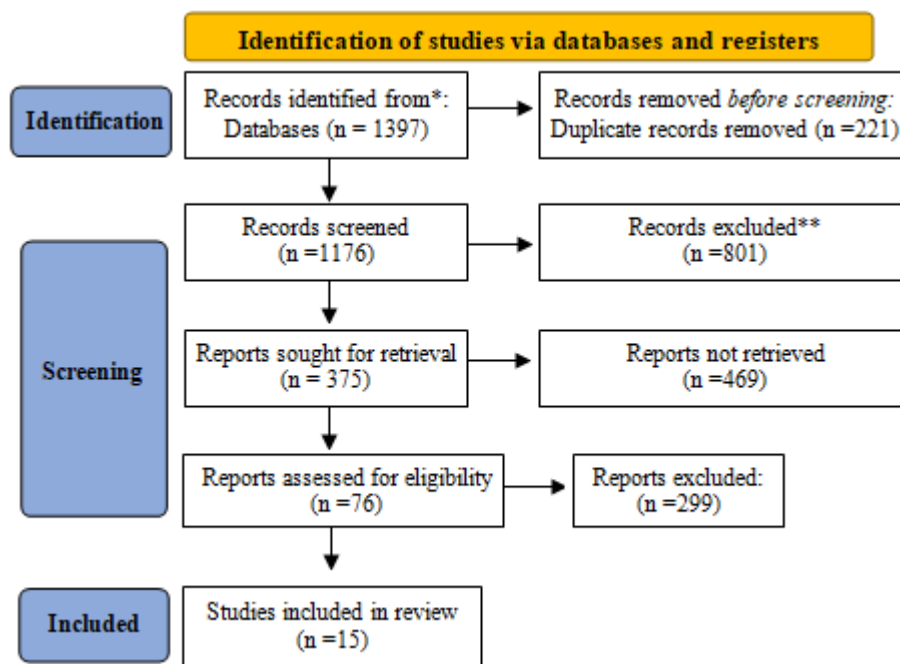 Identification of studies via databases and registers
Identification
Records identified from*:
Databases (n = 1397)
Records removed before screening:
Duplicate records removed (n =221)
Screening
Records screened
(n =1176)
Records excluded**
(n =801)
Reports sought for retrieval
(n = 375)
Reports not retrieved
(n =469)
Reports assessed for eligibility
(n =76)
Reports excluded:
(n =299)
Included
Studies included in review
(n =15)